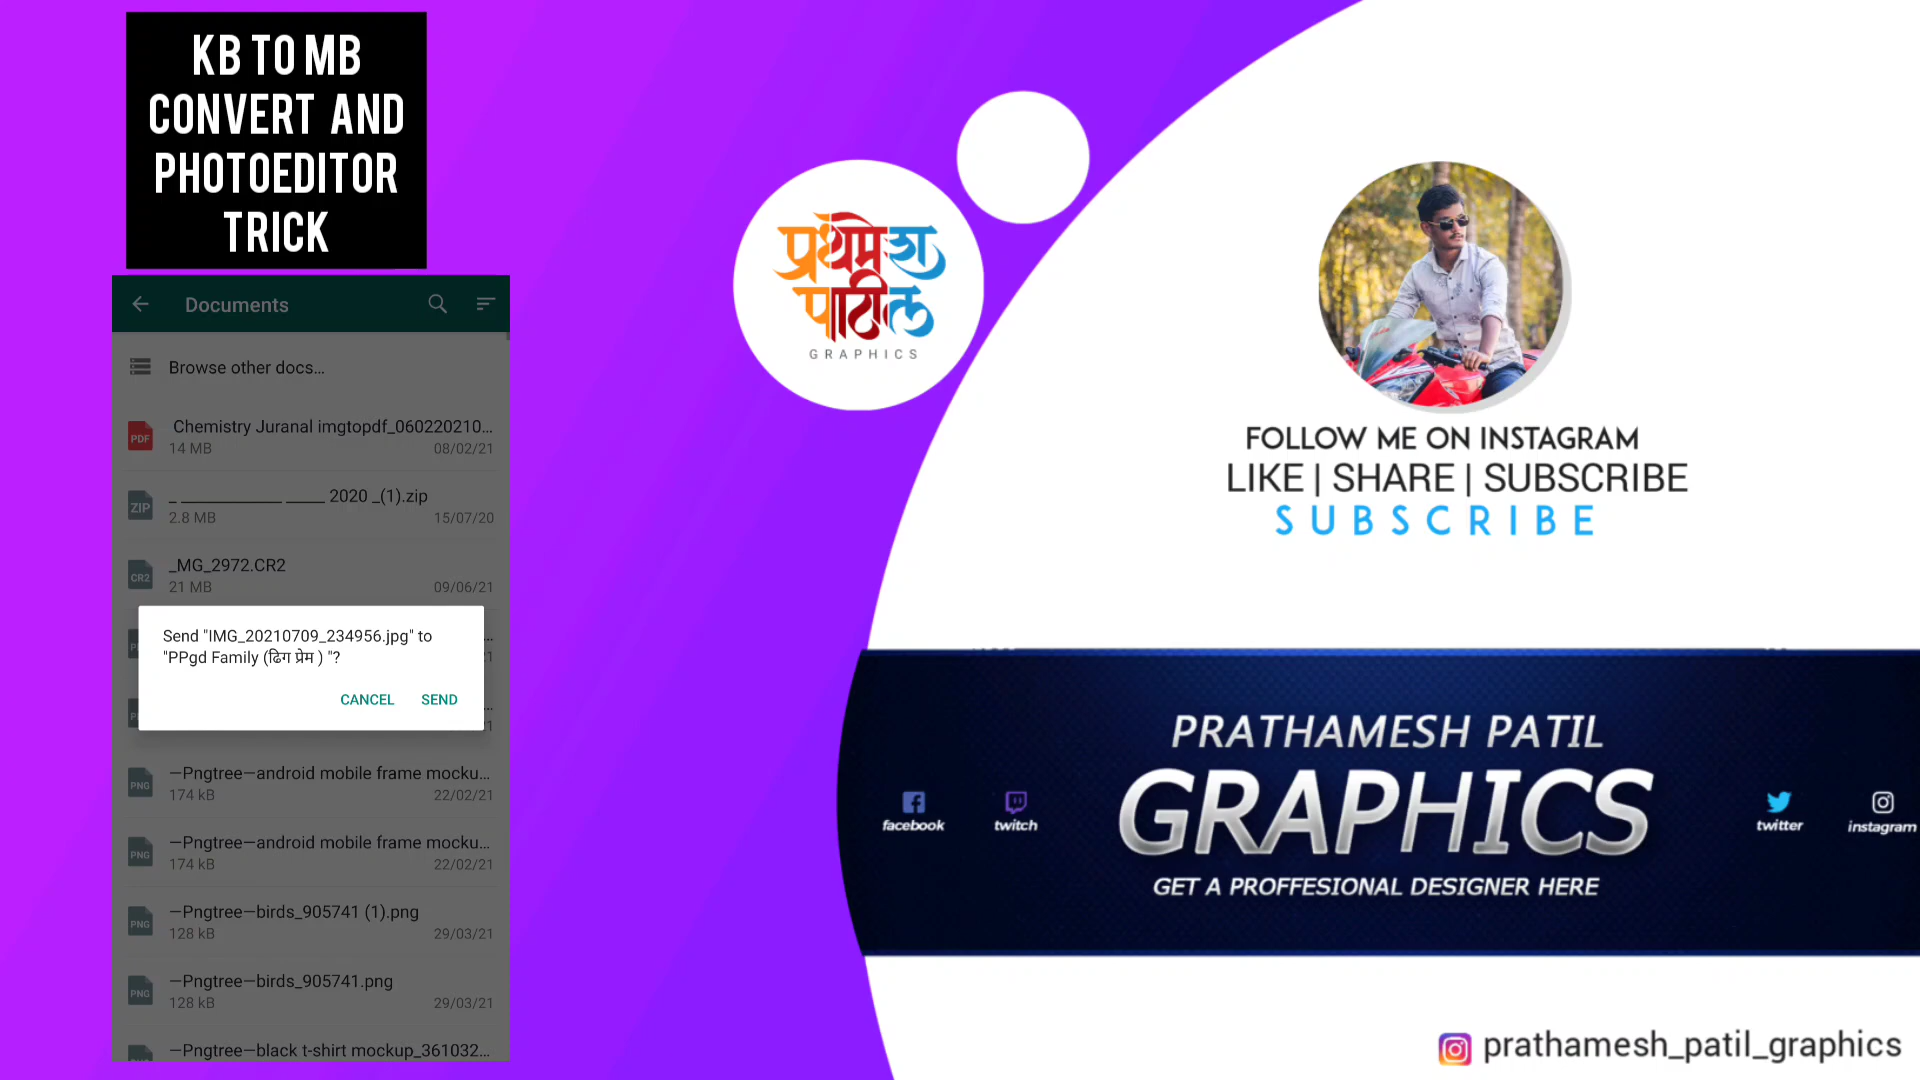 KB TO MB
CONVERT AND
PHOTOEDITOR
TRICK
Documents
Browse other docs...
PDF
Chemistry Juranal imgtopdf_060220210...
14 MB
08/02/21
ZIP
_ ____________ _____ 2020 _(1).zip
2.8 MB
15/07/20
CR2
_MG_2972.CR2
21 MB
09/06/21
Send "IMG_20210709_234956.jpg" to
"PPgd Family (ढिग प्रेम ) "?
CANCEL SEND
PNG
—Pngtree—android mobile frame mocku...
174 kB
22/02/21
PNG
—Pngtree—android mobile frame mocku...
174 kB
22/02/21
PNG
—Pngtree—birds_905741 (1).png
128 kB
29/03/21
PNG
—Pngtree—birds_905741.png
128 kB
29/03/21
—Pngtree—black t-shirt mockup_361032...
प्रथमेश
पाटील
GRAPHICS
FOLLOW ME ON INSTAGRAM
LIKE | SHARE | SUBSCRIBE
SUBSCRIBE
PRATHAMESH PATIL
GRAPHICS
GET A PROFFESIONAL DESIGNER HERE
facebook
twitch
twitter
instagram
prathamesh_patil_graphics